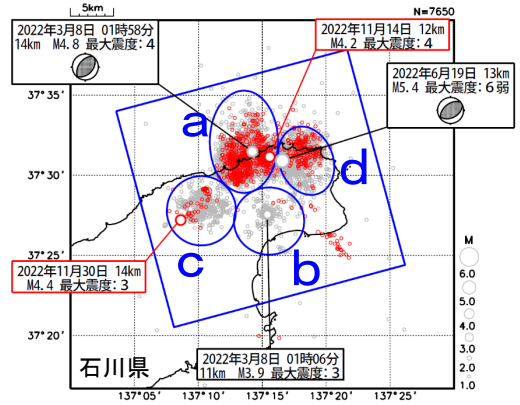 5km
N=7650
2022年3月8日 01時58分
14km M4.8 最大震度：4
2022年11月14日 12km
M4.2 最大震度：4
2022年6月19日 13km
M5.4 最大震度：6弱
37°35′
37°30′
37°25′
37°20′
a
d
c
b
2022年11月30日 14km
M4.4 最大震度：3
2022年3月8日 01時06分
11km M3.9 最大震度：3
石川県
M
6.0
5.0
4.0
3.0
2.0
1.0
137°05′
137°10′
137°15′
137°20′
137°25′